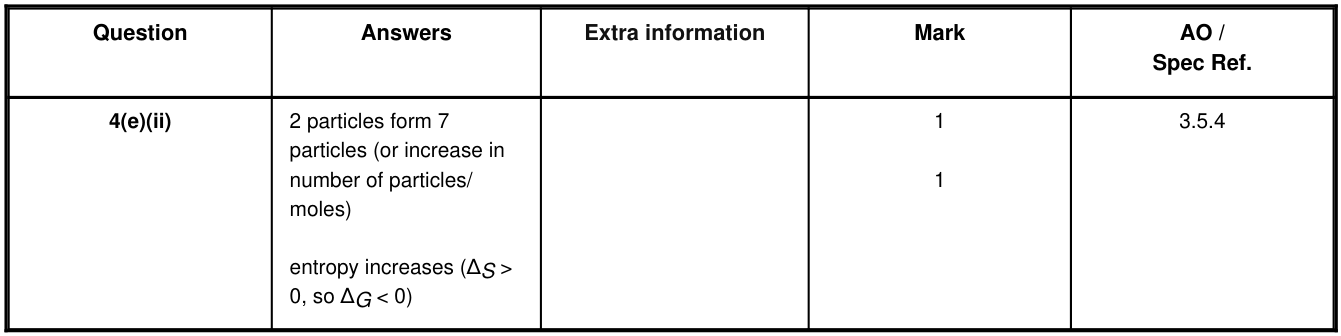 Question Answers Extra information Mark AO /
Spec Ref.
4(e)(ii) 2 particles form 7 1 3.5.4
particles (or increase in
number of particles/ 1
moles)
entropy increases (ΔS >
0, so ΔG < 0)